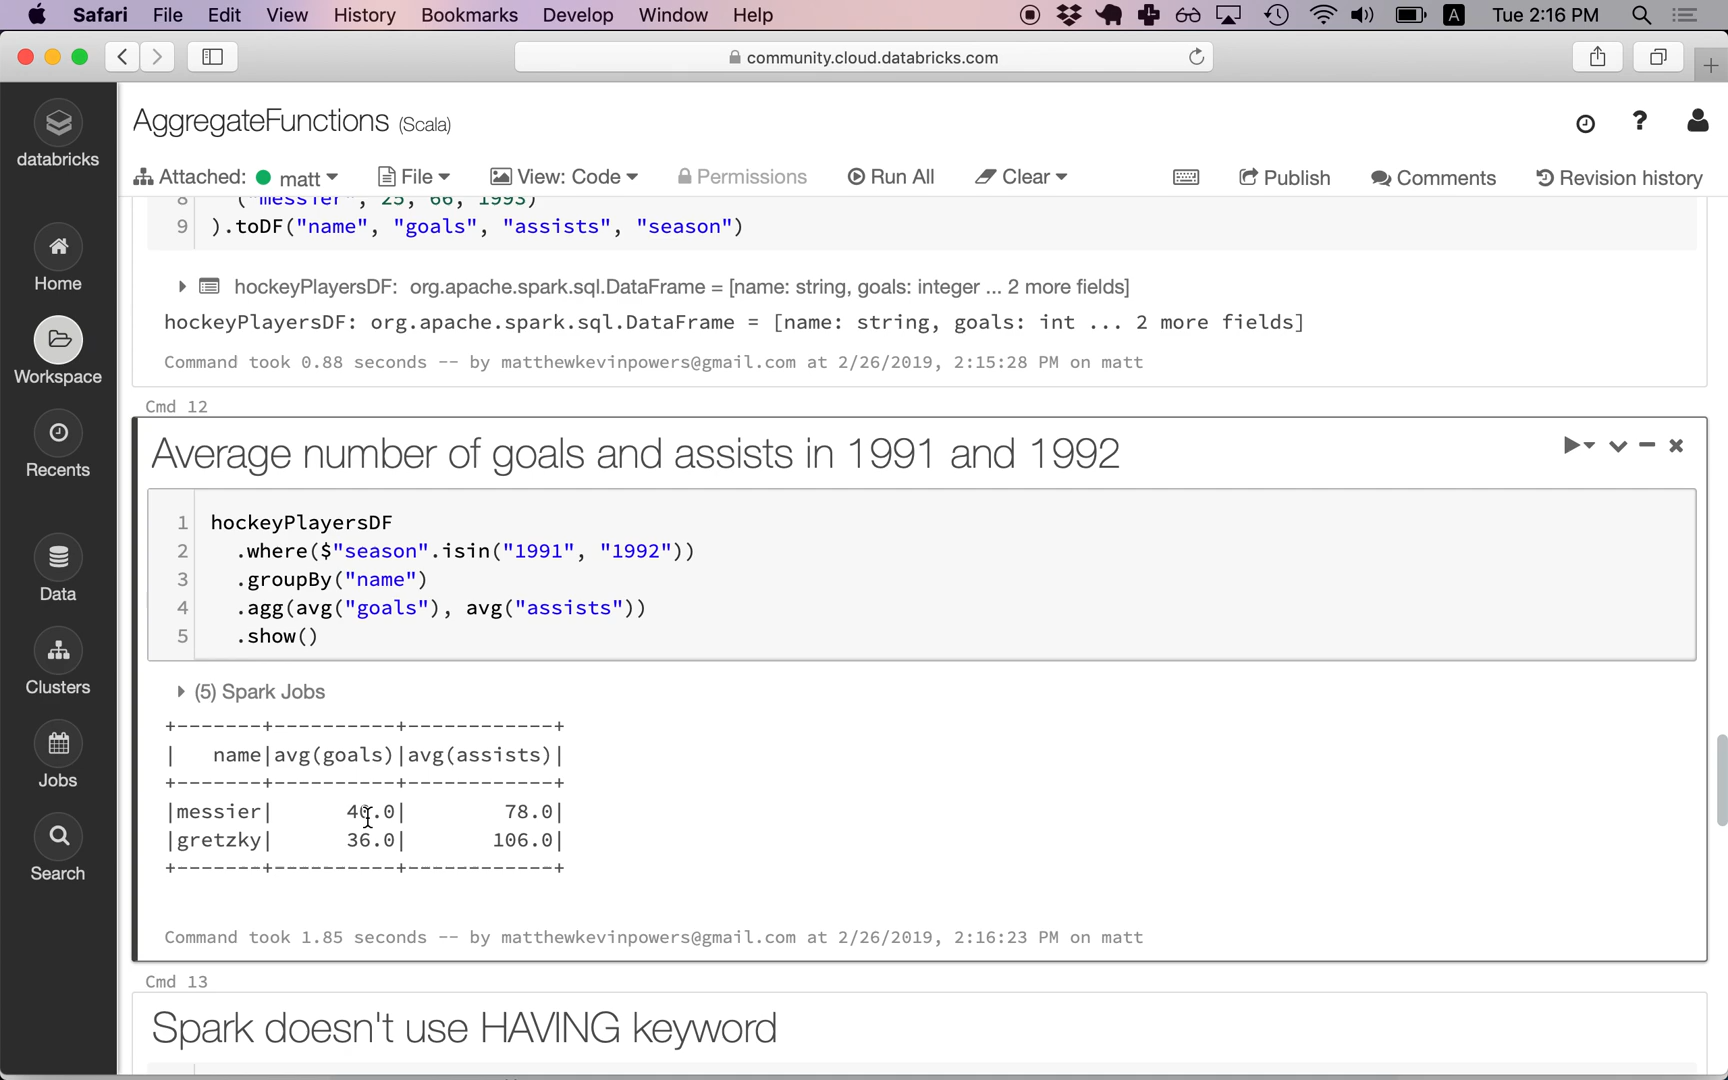 Safari File Edit View History Bookmarks Develop Window Help A Tue 2:16 PM
community.cloud.databricks.com
databricks
Home
Workspace
Recents
Data
Clusters
Jobs
Search
AggregateFunctions (Scala)
?
Attached: matt File View: Code Permissions Run All Clear Publish Comments Revision history
8 ("messier", 25, 66, 1993)
9 ).toDF("name", "goals", "assists", "season")
hockeyPlayersDF: org.apache.spark.sql.DataFrame = [name: string, goals: integer ... 2 more fields]
hockeyPlayersDF: org.apache.spark.sql.DataFrame = [name: string, goals: int ... 2 more fields]
Command took 0.88 seconds -- by matthewkevinpowers@gmail.com at 2/26/2019, 2:15:28 PM on matt
Cmd 12
Average number of goals and assists in 1991 and 1992
1 hockeyPlayersDF
2 .where($"season".isin("1991", "1992"))
3 .groupBy("name")
4 .agg(avg("goals"), avg("assists"))
5 .show()
(5) Spark Jobs
+-------+----------+------------+
| name|avg(goals)|avg(assists)|
+-------+----------+------------+
|messier| 40.0| 78.0|
|gretzky| 36.0| 106.0|
+-------+----------+------------+
Command took 1.85 seconds -- by matthewkevinpowers@gmail.com at 2/26/2019, 2:16:23 PM on matt
Cmd 13
Spark doesn't use HAVING keyword